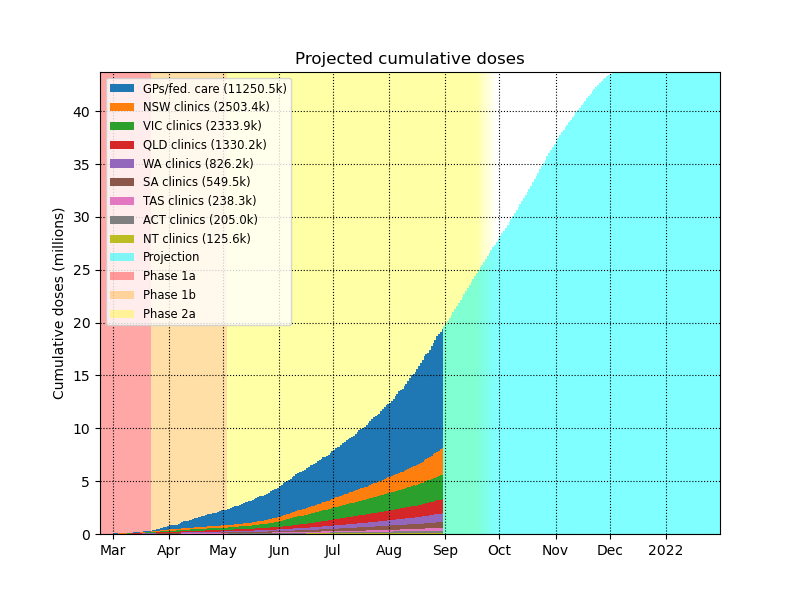 Projected cumulative doses
Cumulative doses (millions)
40
35
30
25
20
15
10
5
0
GPs/fed. care (11250.5k)
NSW clinics (2503.4k)
VIC clinics (2333.9k)
QLD clinics (1330.2k)
WA clinics (826.2k)
SA clinics (549.5k)
TAS clinics (238.3k)
ACT clinics (205.0k)
NT clinics (125.6k)
Projection
Phase 1a
Phase 1b
Phase 2a
Mar Apr May Jun Jul Aug Sep Oct Nov Dec 2022